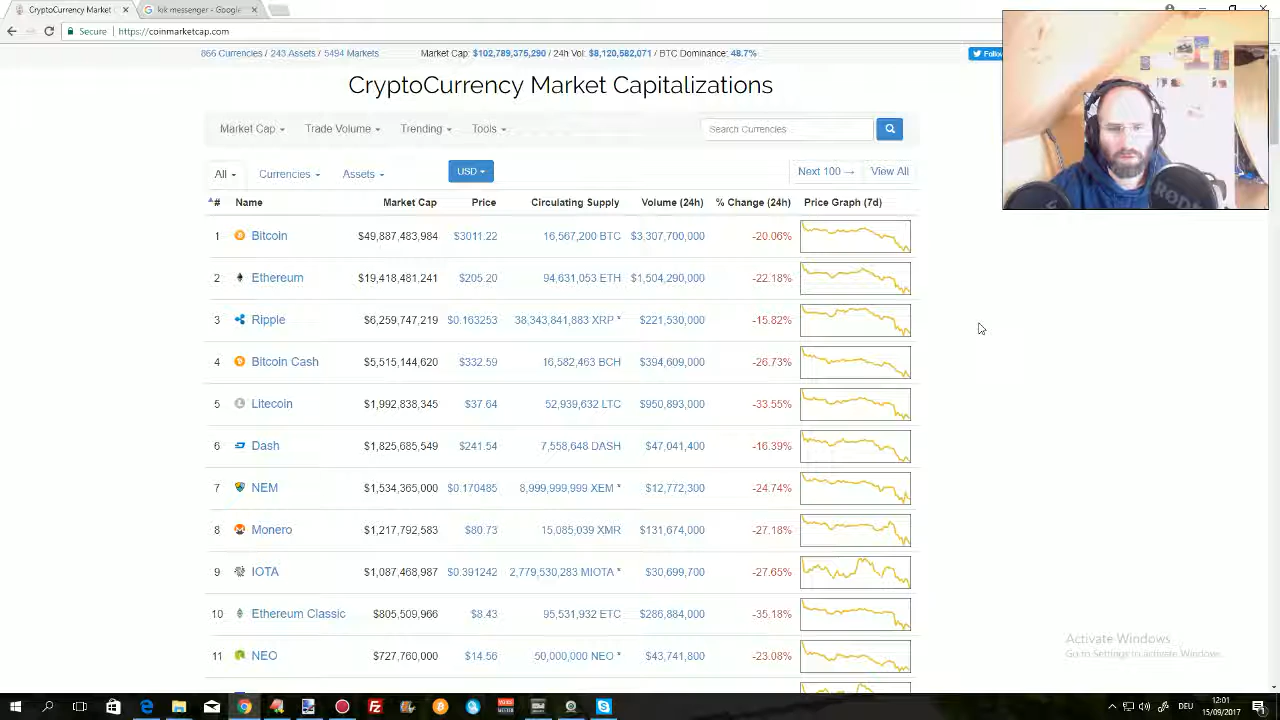 CryptoCurrency Market C
kik messenger - Google
Secure
https://coinmarketcap.com
866 Currencies / 243 Assets / 5494 Markets
Market Cap: $102,789,375,290 / 24h Vol: $8,120,582,071 / BTC Dominance: 48.7%
Follow
CryptoCurrency Market Capitalizations
Market Cap Trade Volume Trending Tools
Search Currencies
All Currencies Assets USD Next 100 → View All
# Name Market Cap Price Circulating Supply Volume (24h) % Change (24h) Price Graph (7d)
1 Bitcoin $49,887,483,984 $3011.22 16,567,200 BTC $3,307,700,000 -20.06%
2 Ethereum $19,418,481,241 $205.20 94,631,053 ETH $1,504,290,000 -22.18%
3 Ripple $6,259,747,219 $0.163253 38,343,841,883 XRP * $221,530,000 -15.82%
4 Bitcoin Cash $5,515,144,620 $332.59 16,582,463 BCH $394,609,000 -26.73%
5 Litecoin $1,992,838,345 $37.64 52,939,632 LTC $950,893,000 -33.55%
6 Dash $1,825,685,549 $241.54 7,558,648 DASH $47,041,400 -16.39%
7 NEM $1,534,365,000 $0.170485 8,999,999,999 XEM * $12,772,300 -24.74%
8 Monero $1,217,792,583 $80.73 15,085,039 XMR $131,674,000 -27.18%
9 IOTA $1,087,468,767 $0.391242 2,779,530,283 MIOTA * $30,699,700 -27.65%
10 Ethereum Classic $805,509,966 $8.43 95,531,932 ETC $286,884,000 -35.18%
11 NEO $727,765,000 $14.56 50,000,000 NEO * $43,741,800 -23.08%
Activate Windows
Go to Settings to activate Windows.
12:01
15/09/2017